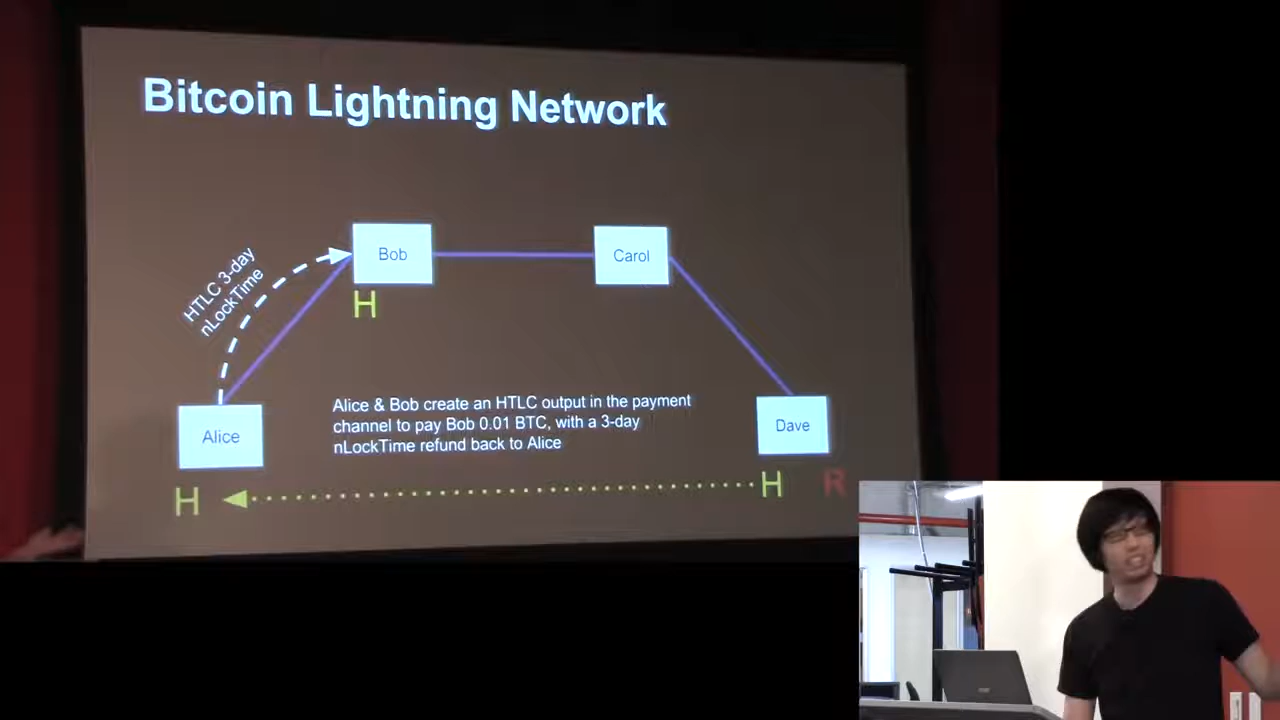 Bitcoin Lightning Network
Bob
Carol
HTLC 3-day
nLockTime
H
Alice & Bob create an HTLC output in the payment
channel to pay Bob 0.01 BTC, with a 3-day
nLockTime refund back to Alice
Alice
Dave
H
H
R